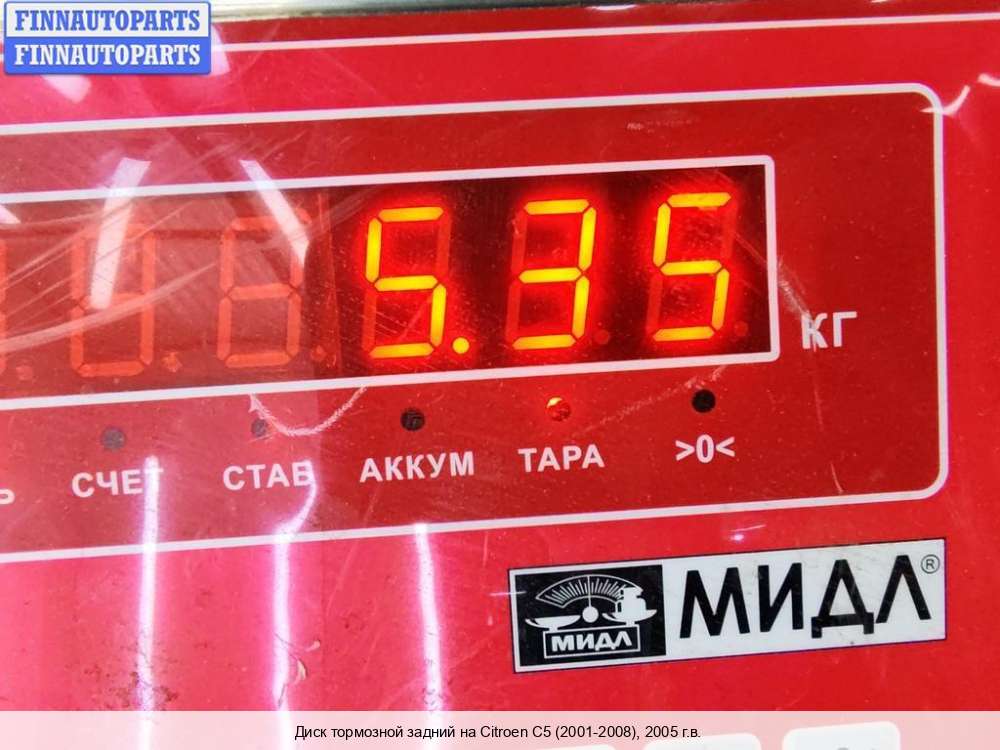 FINNAUTOPARTS
FINNAUTOPARTS
5.35
КГ
СЧЕТ СТАБ АККУМ ТАРА >0<
МИДЛ МИДЛ®
Диск тормозной задний на Citroen C5 (2001-2008), 2005 г.в.